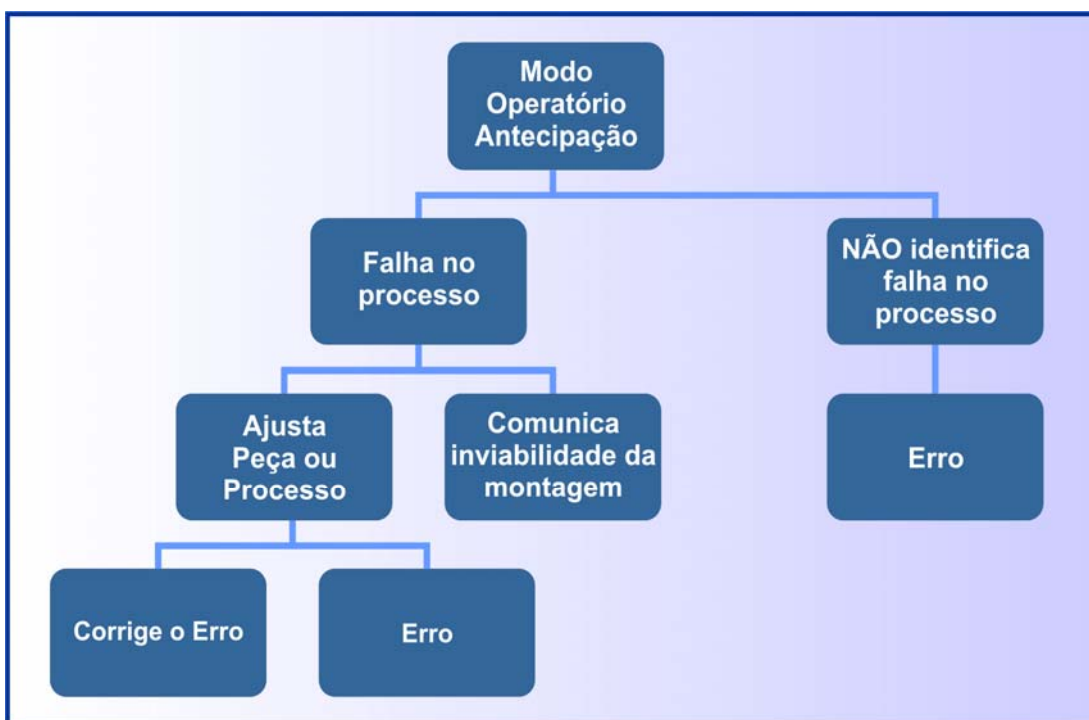 Modo
Operatório
Antecipação
Falha no
processo
NÃO identifica
falha no
processo
Ajusta
Peça ou
Processo
Comunica
inviabilidade da
montagem
Erro
Corrige o Erro
Erro